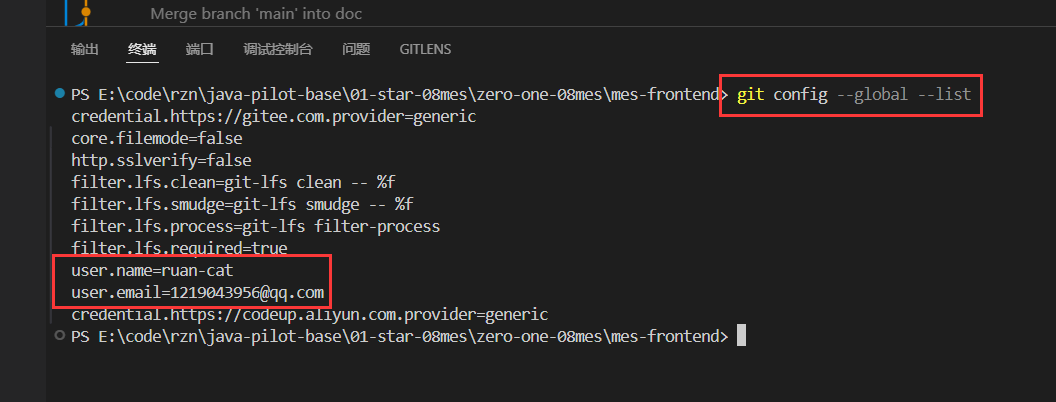 Merge branch 'main' into doc
输出 终端 端口 调试控制台 问题 GITLENS
PS E:\code\rzn\java-pilot-base\01-star-08mes\zero-one-08mes\mes-frontend> git config --global --list
credential.https://gitee.com.provider=generic
core.filemode=false
http.sslverify=false
filter.lfs.clean=git-lfs clean -- %f
filter.lfs.smudge=git-lfs smudge -- %f
filter.lfs.process=git-lfs filter-process
filter.lfs.required=true
user.name=ruan-cat
user.email=1219043956@qq.com
credential.https://codeup.aliyun.com.provider=generic
PS E:\code\rzn\java-pilot-base\01-star-08mes\zero-one-08mes\mes-frontend>